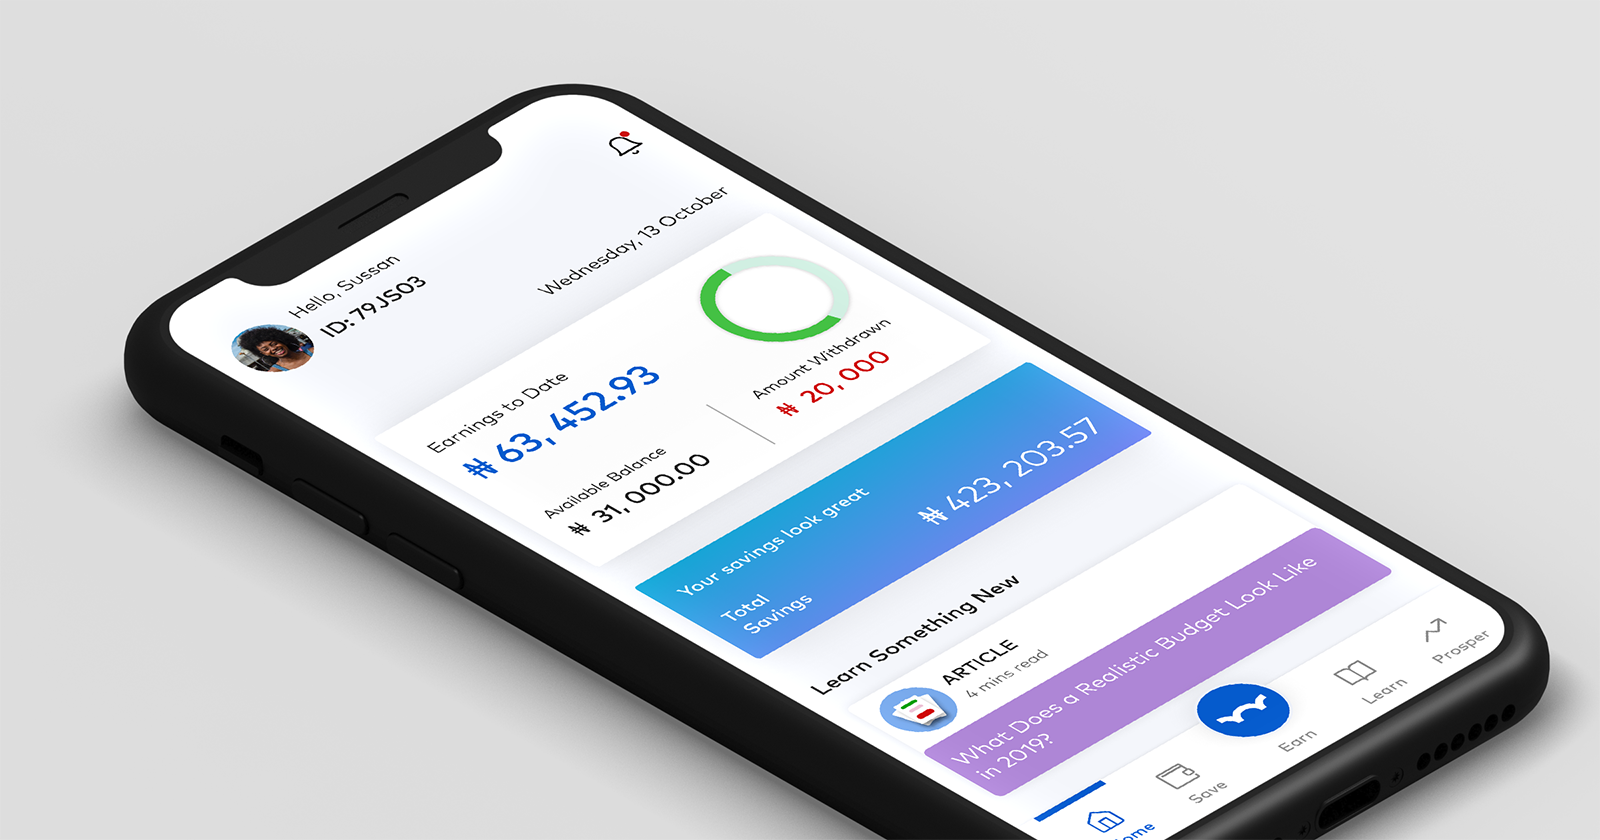 Hello, Sussan
ID: 79JS03
Wednesday, 13 October
Earnings to Date
₦ 63, 452.93
Available Balance
₦ 31, 000.00
Amount Withdrawn
₦ 20, 000
Your savings look great
Total
Savings
₦ 423, 203.57
Learn Something New
ARTICLE
4 mins read
What Does a Realistic Budget Look Like
in 2019?
ome
Save
Earn
Learn
Prosper